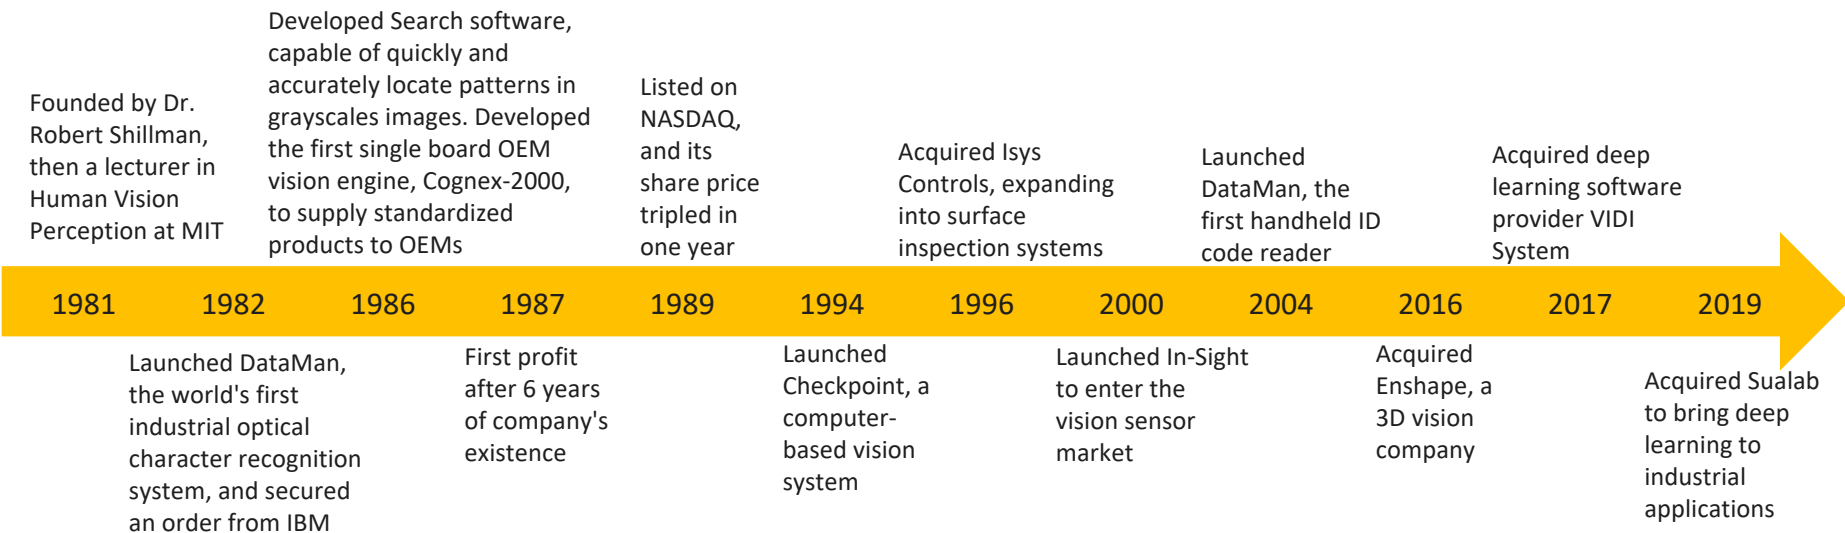 Founded by Dr.
Robert Shillman,
then a lecturer in
Human Vision
Perception at MIT
Developed Search software,
capable of quickly and
accurately locate patterns in
grayscales images. Developed
the first single board OEM
vision engine, Cognex-2000,
to supply standardized
products to OEMs
Listed on
NASDAQ,
and its
share price
tripled in
one year
Acquired Isys
Controls, expanding
into surface
inspection systems
Launched
DataMan, the
first handheld ID
code reader
Acquired deep
learning software
provider VIDI
System
1981 1982 1986 1987 1989 1994 1996 2000 2004 2016 2017 2019
Launched DataMan,
the world's first
industrial optical
character recognition
system, and secured
an order from IBM
First profit
after 6 years
of company's
existence
Launched
Checkpoint, a
computer-
based vision
system
Launched In-Sight
to enter the
vision sensor
market
Acquired
Enshape, a
3D vision
company
Acquired Sualab
to bring deep
learning to
industrial
applications